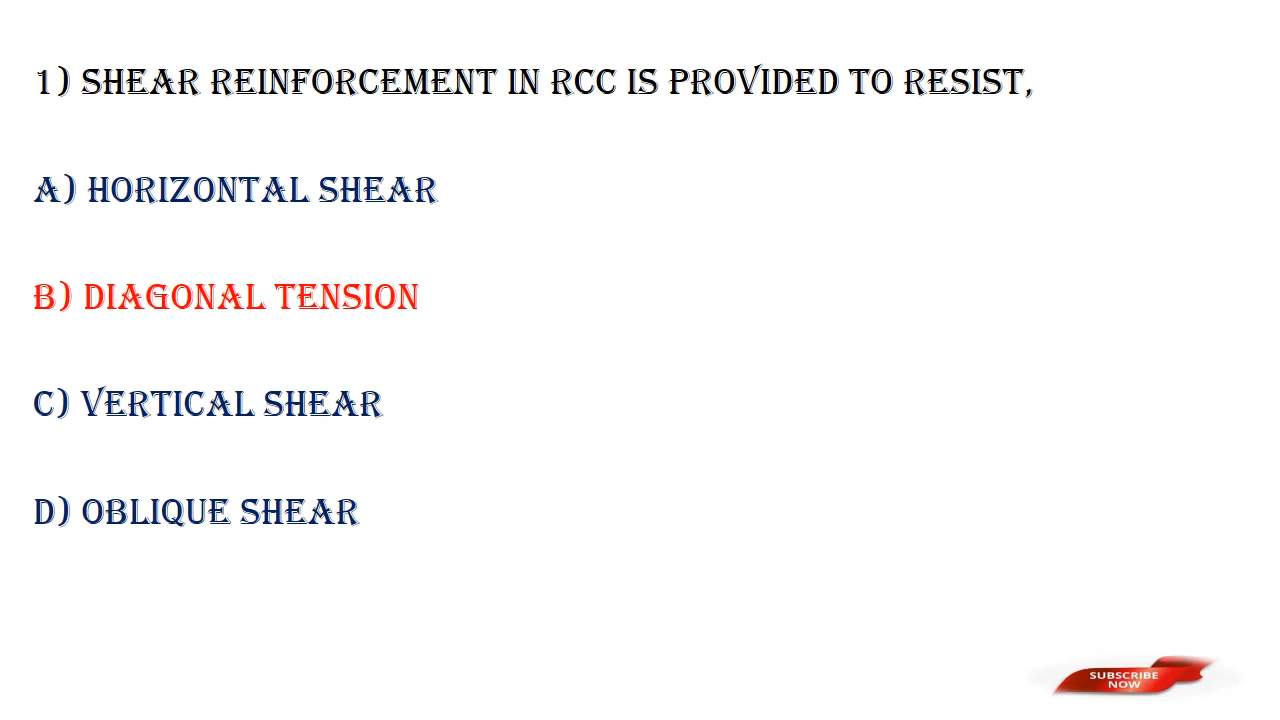 1) SHEAR REINFORCEMENT IN RCC IS PROVIDED TO RESIST,
A) HORIZONTAL SHEAR
B) DIAGONAL TENSION
C) VERTICAL SHEAR
D) OBLIQUE SHEAR
SUBSCRIBE
NOW